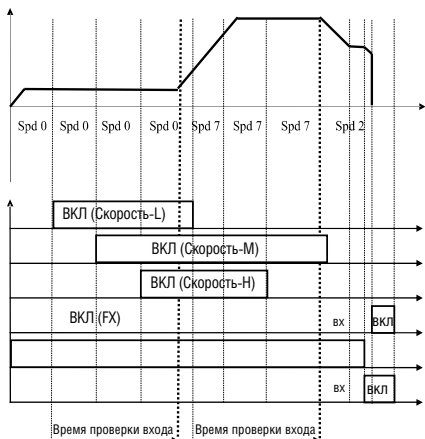 Spd 0 Spd 0 Spd 0 Spd 0 Spd 7 Spd 7 Spd 7 Spd 2
ВКЛ (Скорость-L)
ВКЛ (Скорость-M)
ВКЛ (Скорость-H)
ВКЛ (FX) вх ВКЛ
вх ВКЛ
Время проверки входа Время проверки входа